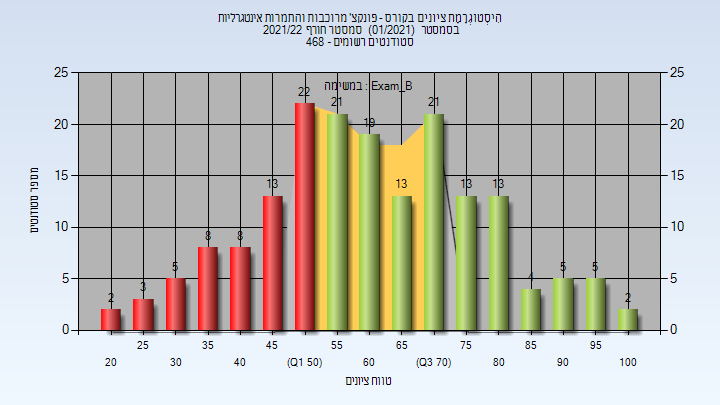 הִיסְטוֹגְרָמַת ציונים בקורס - פונקצ' מרוכבות והתמרות אינטגרליות
בסמסטר (01/2021) סמסטר חורף 2021/22
סטודנטים רשומים - 468
במשימה : Exam_B
25 25
20 20
15 15
10 10
5 5
0 0
מספר סטודנטים
2 3 5 8 8 13 22 21 19 13 21 13 13 4 5 5 2
25 35 45 55 65 75 85 95
20 30 40 (Q1 50) 60 (Q3 70) 80 90 100
טווח ציונים